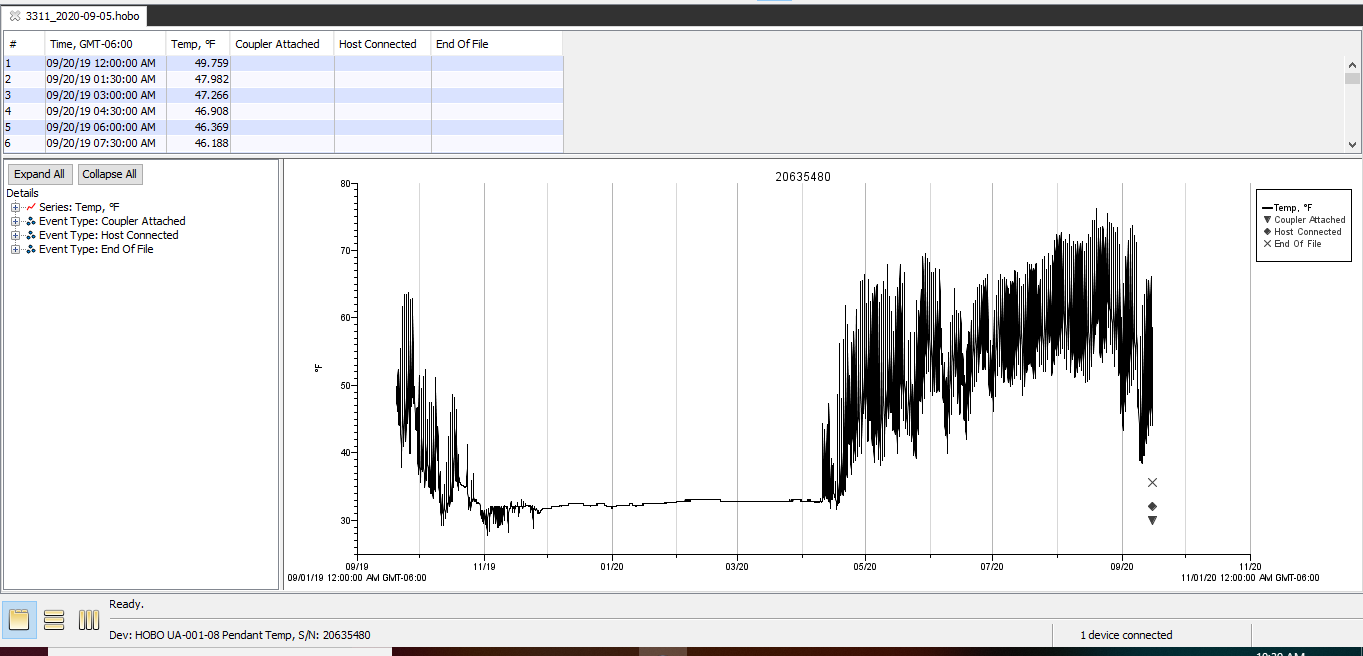 3311_2020-09-05.hobo
# Time, GMT-06:00 Temp, °F Coupler Attached Host Connected End Of File
1 09/20/19 12:00:00 AM 49.759
2 09/20/19 01:30:00 AM 47.982
3 09/20/19 03:00:00 AM 47.266
4 09/20/19 04:30:00 AM 46.908
5 09/20/19 06:00:00 AM 46.369
6 09/20/19 07:30:00 AM 46.188
Expand All Collapse All
Details
Series: Temp, °F
Event Type: Coupler Attached
Event Type: Host Connected
Event Type: End Of File
20635480
80
70
60
50
40
30
°F
Temp, °F
Coupler Attached
Host Connected
End Of File
09/19 11/19 01/20 03/20 05/20 07/20 09/20 11/20
09/01/19 12:00:00 AM GMT-06:00 11/01/20 12:00:00 AM GMT-06:00
Ready.
Dev: HOBO UA-001-08 Pendant Temp, S/N: 20635480 1 device connected